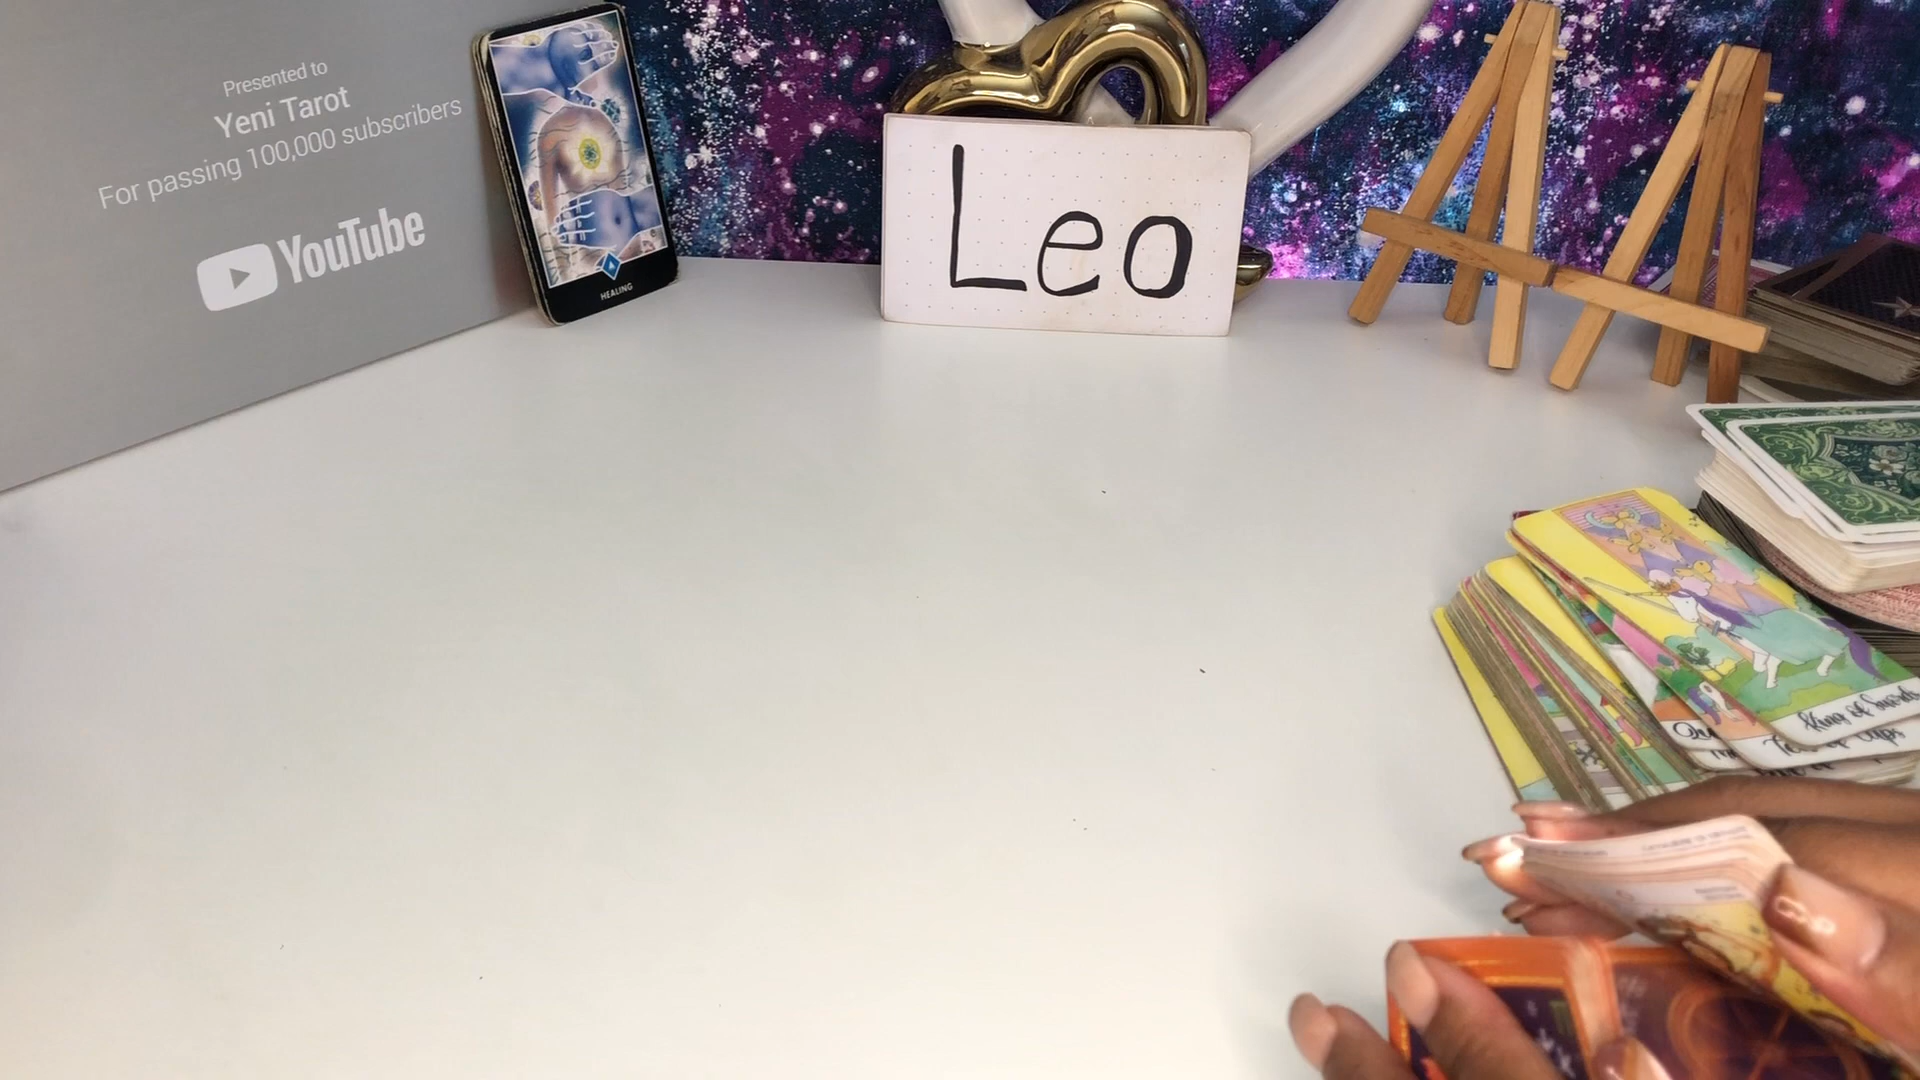 Presented to
Yeni Tarot
For passing 100,000 subscribers
YouTube
HEALING
Leo
King of Swords